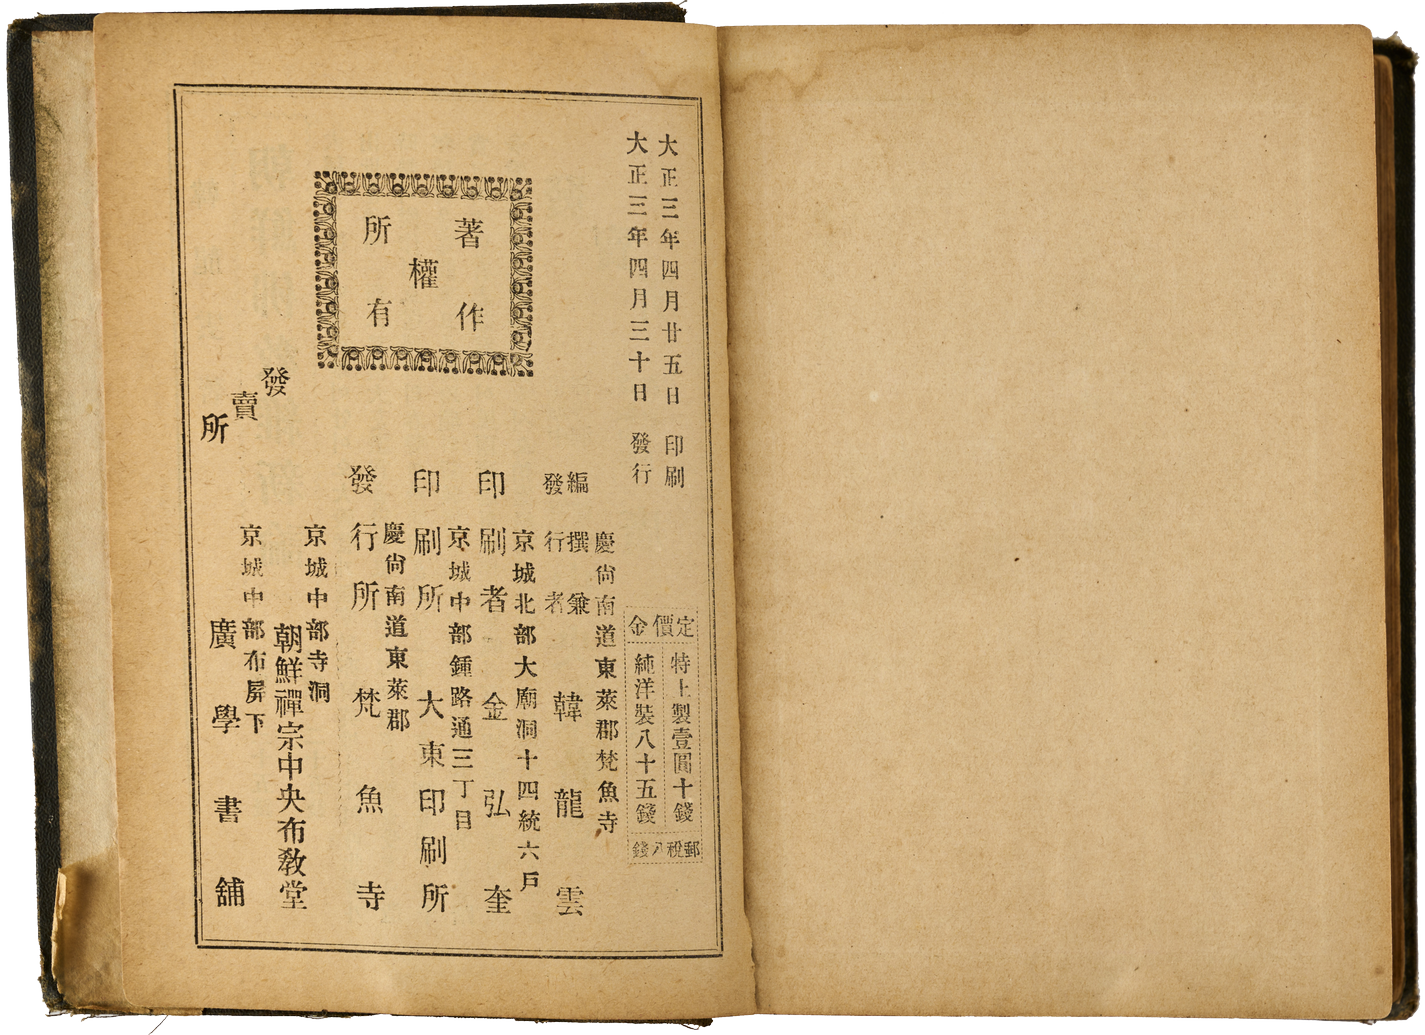 大正三年四月廿五日 印刷
大正三年四月三十日 發行
著作權所有
定價金
特上製壹圓十錢
純洋裝八十五錢
郵稅八錢
慶尙南道東萊郡梵魚寺
編撰兼
發行者 韓龍雲
京城北部大廟洞十四統六戶
印刷者 金弘奎
京城中部鍾路通三丁目
印刷所 大東印刷所
慶尙南道東萊郡
發行所 梵魚寺
發賣所
京城中部寺洞
朝鮮禪宗中央布敎堂
京城中部布屛下
廣學書舖